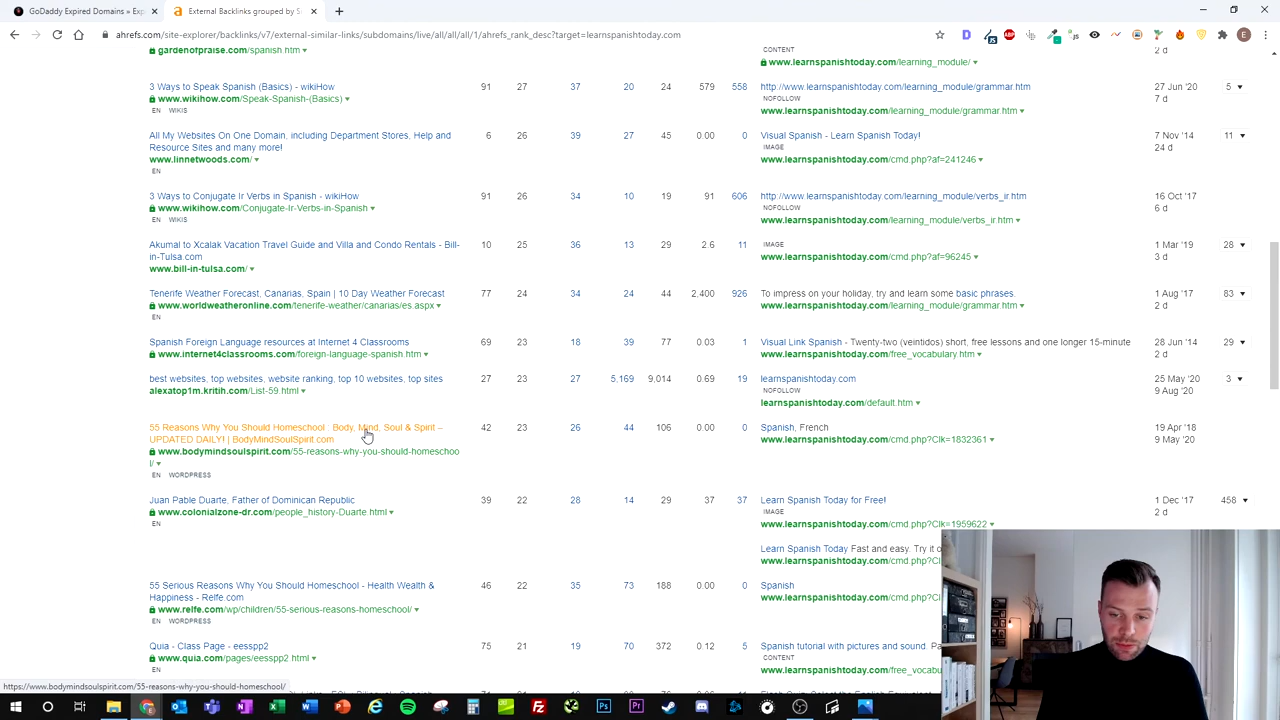 GoDaddy Expired Domains » Exp
External Backlinks grouped by S
ahrefs.com/site-explorer/backlinks/v7/external-similar-links/subdomains/live/all/all/all/1/ahrefs_rank_desc?target=learnspanishtoday.com
gardenofpraise.com/spanish.htm
CONTENT
2 d
www.learnspanishtoday.com/learning_module/
3 Ways to Speak Spanish (Basics) - wikiHow 91 27 37 20 24 579 558 http://www.learnspanishtoday.com/learning_module/grammar.htm 27 Jun '20 5
www.wikihow.com/Speak-Spanish-(Basics) NOFOLLOW 7 d
EN WIKIS www.learnspanishtoday.com/learning_module/grammar.htm
All My Websites On One Domain, including Department Stores, Help and 6 26 39 27 45 0.00 0 Visual Spanish - Learn Spanish Today! 7 Nov '14 11
Resource Sites and many more! IMAGE 24 d
www.linnetwoods.com/ www.learnspanishtoday.com/cmd.php?af=241246
EN
3 Ways to Conjugate Ir Verbs in Spanish - wikiHow 91 26 34 10 19 91 606 http://www.learnspanishtoday.com/learning_module/verbs_ir.htm 16 Oct '17
www.wikihow.com/Conjugate-Ir-Verbs-in-Spanish NOFOLLOW 6 d
EN WIKIS www.learnspanishtoday.com/learning_module/verbs_ir.htm
Akumal to Xcalak Vacation Travel Guide and Villa and Condo Rentals - Bill- 10 25 36 13 29 2.6 11 IMAGE 1 Mar '19 28
in-Tulsa.com www.learnspanishtoday.com/cmd.php?af=96245 3 d
www.bill-in-tulsa.com/
Tenerife Weather Forecast, Canarias, Spain | 10 Day Weather Forecast 77 24 34 24 44 2,400 926 To impress on your holiday, try and learn some basic phrases. 1 Aug '17 83
www.worldweatheronline.com/tenerife-weather/canarias/es.aspx www.learnspanishtoday.com/learning_module/grammar.htm 2 d
EN
Spanish Foreign Language resources at Internet 4 Classrooms 69 23 18 39 77 0.03 1 Visual Link Spanish - Twenty-two (veintidos) short, free lessons and one longer 15-minute 28 Jun '14 29
www.internet4classrooms.com/foreign-language-spanish.htm www.learnspanishtoday.com/free_vocabulary.htm 2 d
best websites, top websites, website ranking, top 10 websites, top sites 27 23 27 5,169 9,014 0.69 19 learnspanishtoday.com 25 May '20 3
alexatop1m.kritih.com/List-59.html NOFOLLOW 9 Aug '20
learnspanishtoday.com/default.htm
55 Reasons Why You Should Homeschool : Body, Mind, Soul & Spirit – 42 23 26 44 106 0.00 0 Spanish, French 19 Apr '18
UPDATED DAILY! | BodyMindSoulSpirit.com www.learnspanishtoday.com/cmd.php?Clk=1832361 9 May '20
www.bodymindsoulspirit.com/55-reasons-why-you-should-homeschoo
l/
EN WORDPRESS
Juan Pable Duarte, Father of Dominican Republic 39 22 28 14 29 37 37 Learn Spanish Today for Free! 1 Dec '17 458
www.colonialzone-dr.com/people_history-Duarte.html IMAGE 2 d
EN www.learnspanishtoday.com/cmd.php?Clk=1959622
Learn Spanish Today Fast and easy. Try it o
www.learnspanishtoday.com/cmd.php?C
55 Serious Reasons Why You Should Homeschool - Health Wealth & 46 22 35 73 188 0.00 0 Spanish
Happiness - Relfe.com www.learnspanishtoday.com/cmd.php?C
www.relfe.com/wp/children/55-serious-reasons-homeschool/
EN WORDPRESS
Quia - Class Page - eesspp2 75 21 19 70 372 0.12 5 Spanish tutorial with pictures and sound. Pa
www.quia.com/pages/eesspp2.html CONTENT
EN www.learnspanishtoday.com/free_vocabu
https://www.bodymindsoulspirit.com/55-reasons-why-you-should-homeschool/